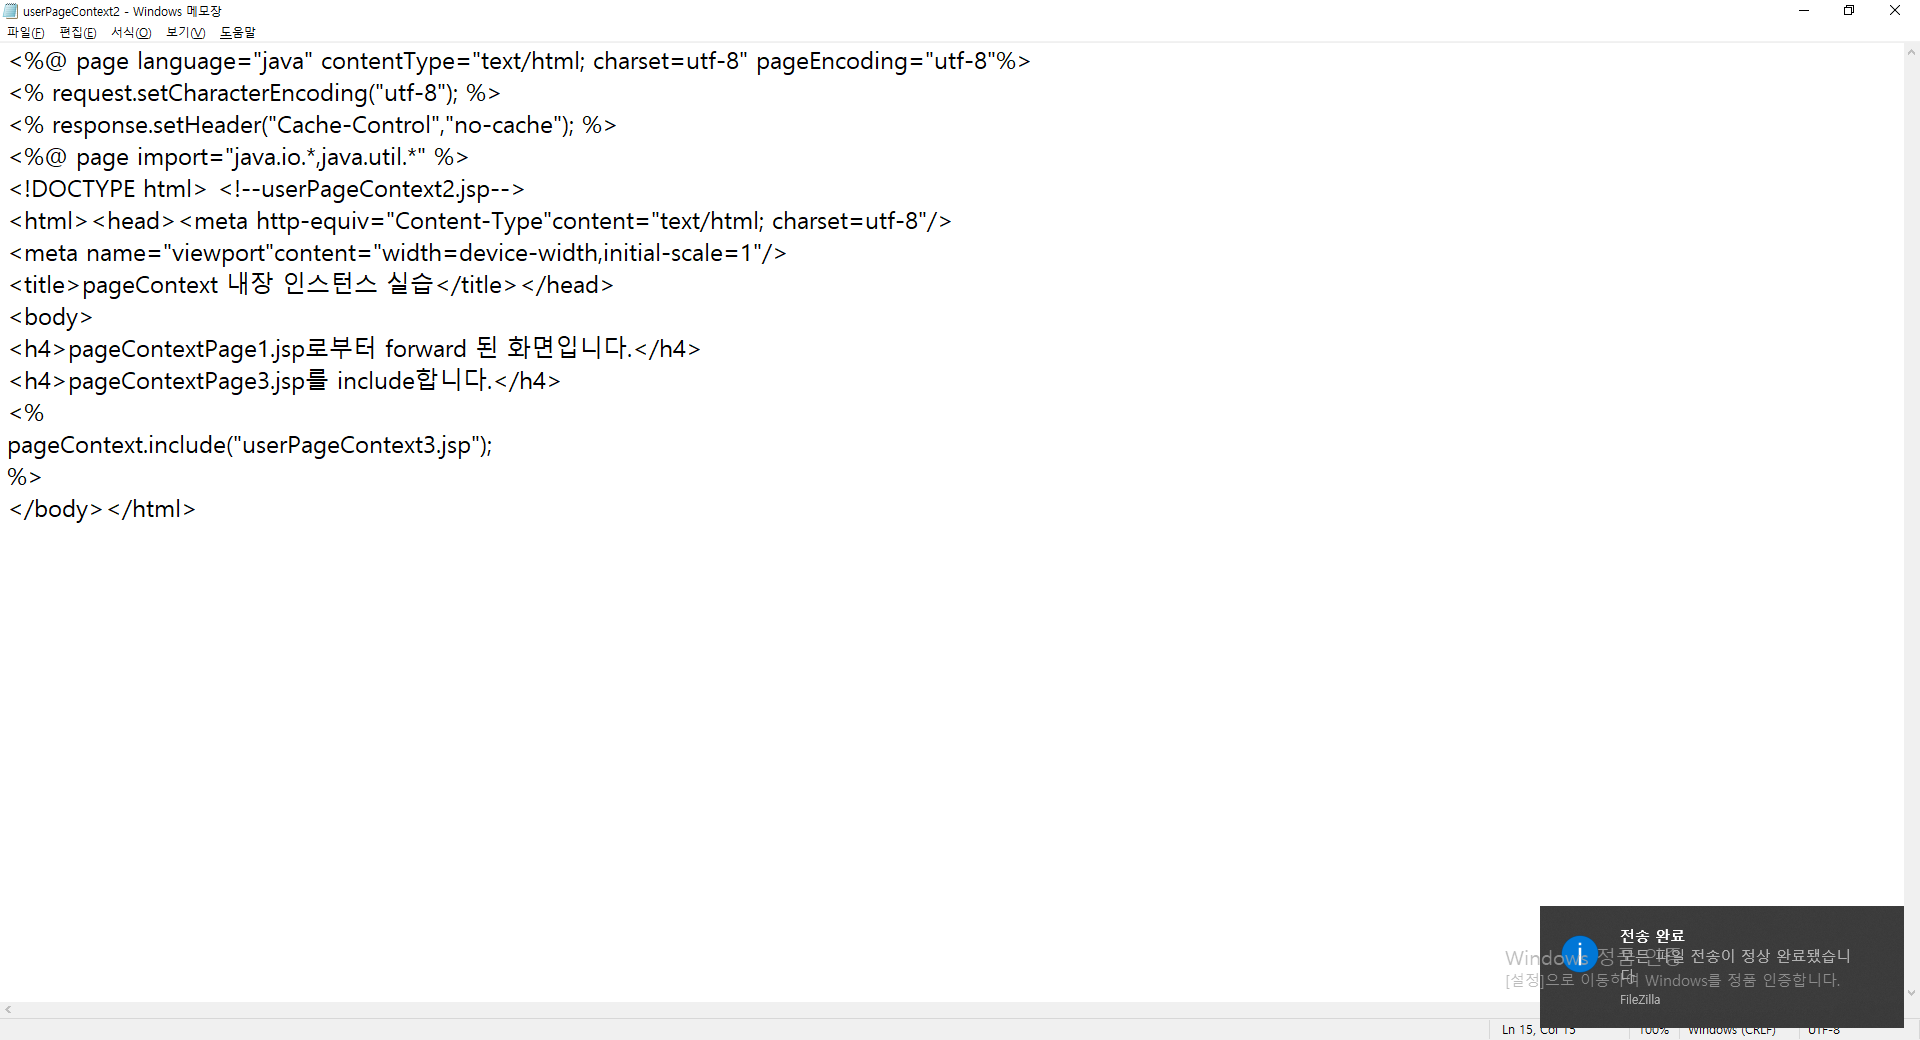 userPageContext2 - Windows 메모장
파일(F) 편집(E) 서식(O) 보기(V) 도움말
<%@ page language="java" contentType="text/html; charset=utf-8" pageEncoding="utf-8"%>
<% request.setCharacterEncoding("utf-8"); %>
<% response.setHeader("Cache-Control","no-cache"); %>
<%@ page import="java.io.*,java.util.*" %>
<!DOCTYPE html> <!--userPageContext2.jsp-->
<html><head><meta http-equiv="Content-Type"content="text/html; charset=utf-8"/>
<meta name="viewport"content="width=device-width,initial-scale=1"/>
<title>pageContext 내장 인스턴스 실습</title></head>
<body>
<h4>pageContextPage1.jsp로부터 forward 된 화면입니다.</h4>
<h4>pageContextPage3.jsp를 include합니다.</h4>
<%
pageContext.include("userPageContext3.jsp");
%>
</body></html>
전송 완료
모든 파일 전송이 정상 완료됐습니
다.
FileZilla
Windows 정품 인증
[설정]으로 이동하여 Windows를 정품 인증합니다.
Ln 15, Col 15 100% Windows (CRLF) UTF-8